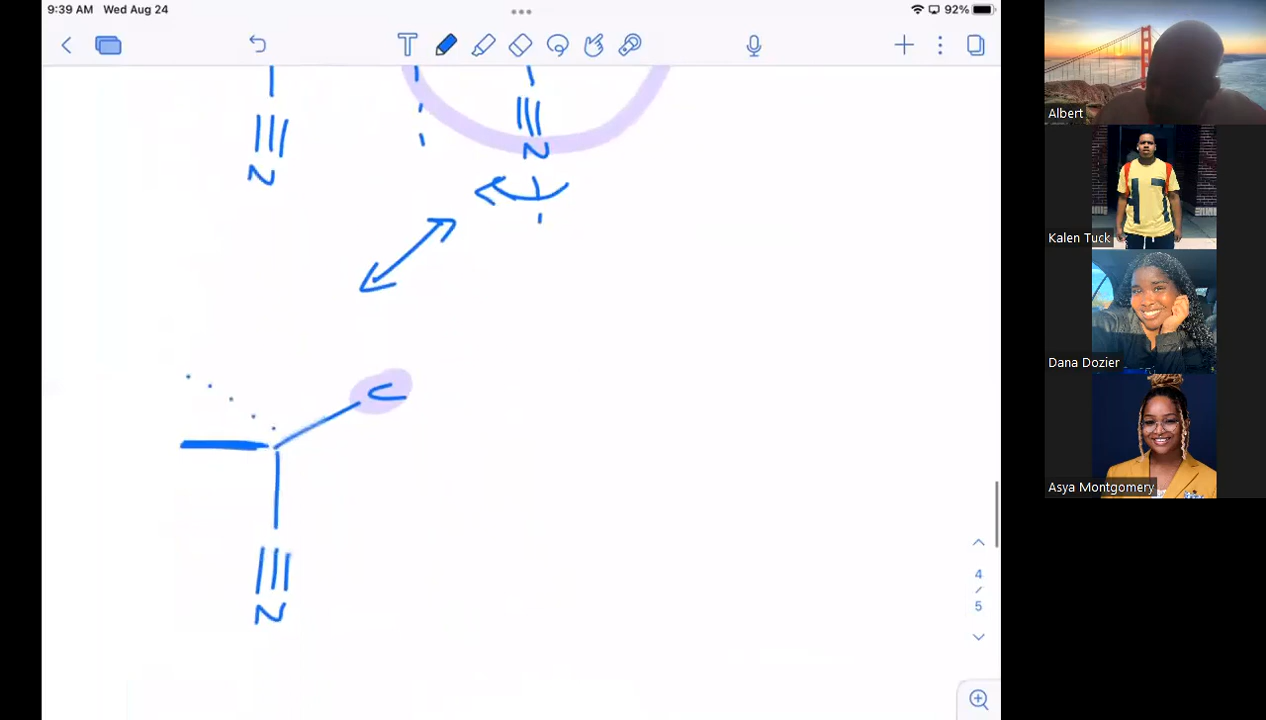 9:39 AM Wed Aug 24
92%
T
N
N
C
N
4
/
5
Albert
Kalen Tuck
Dana Dozier
Asya Montgomery